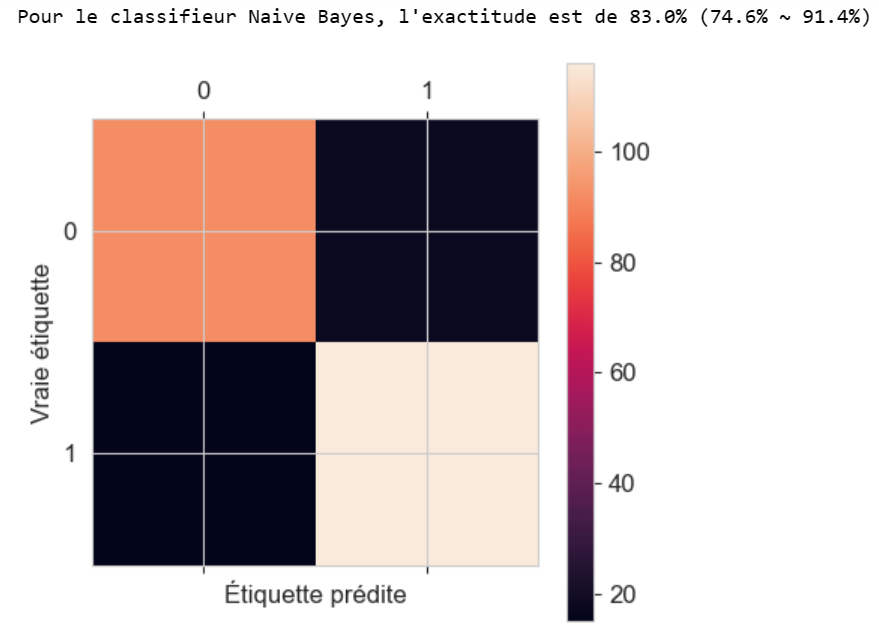 Pour le classifieur Naive Bayes, l'exactitude est de 83.0% (74.6% ~ 91.4%)
0 1
0
1
Vraie étiquette
Étiquette prédite
100
80
60
40
20